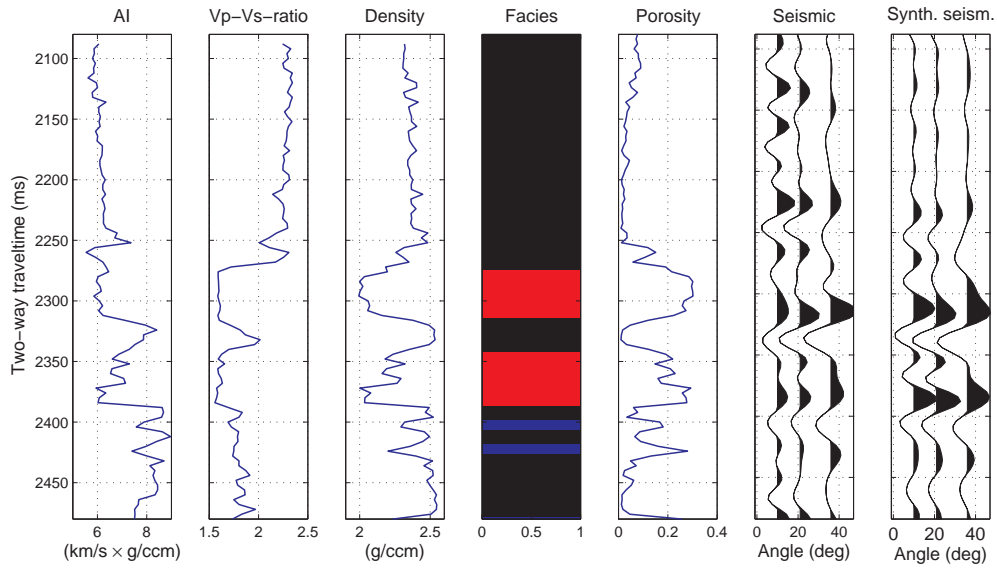 AI Vp−Vs−ratio Density Facies Porosity Seismic Synth. seism.
Two−way traveltime (ms)
2100
2150
2200
2250
2300
2350
2400
2450
6 8
1.5 2 2.5
2 2.5
0 0.5 1
0 0.2 0.4
0 20 40
0 20 40
(km/s × g/ccm) (g/ccm) Angle (deg) Angle (deg)